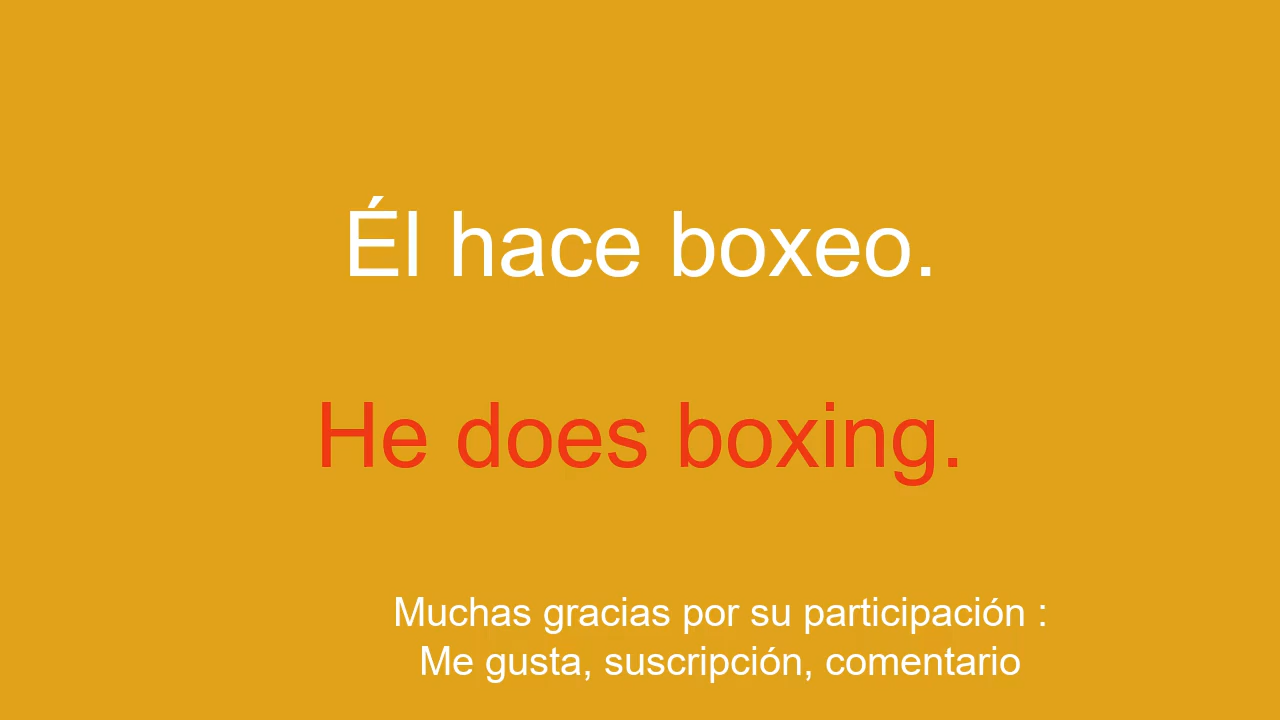 Él hace boxeo.
He does boxing.
Muchas gracias por su participación :
Me gusta, suscripción, comentario